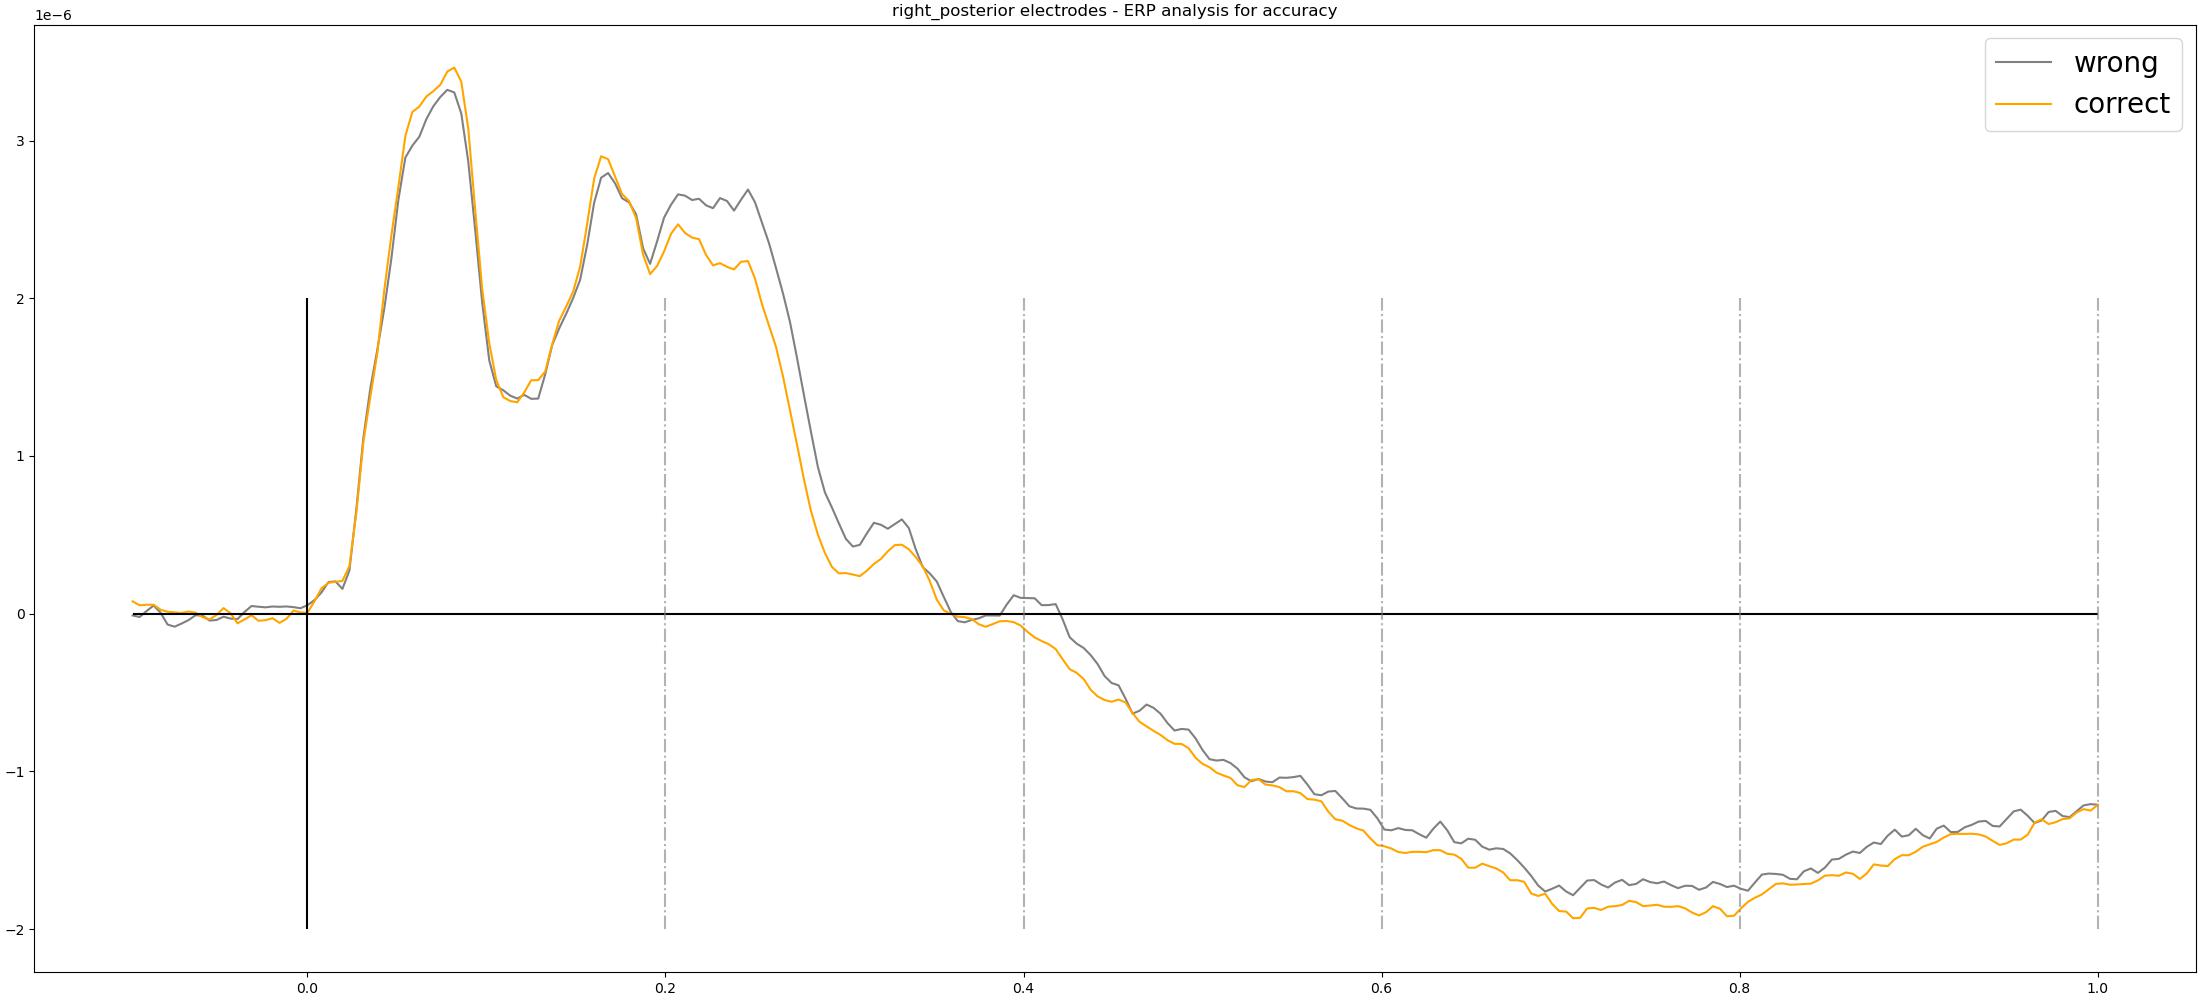 right_posterior electrodes - ERP analysis for accuracy
1e−6
wrong
correct
3
2
1
0
−1
−2
0.0 0.2 0.4 0.6 0.8 1.0